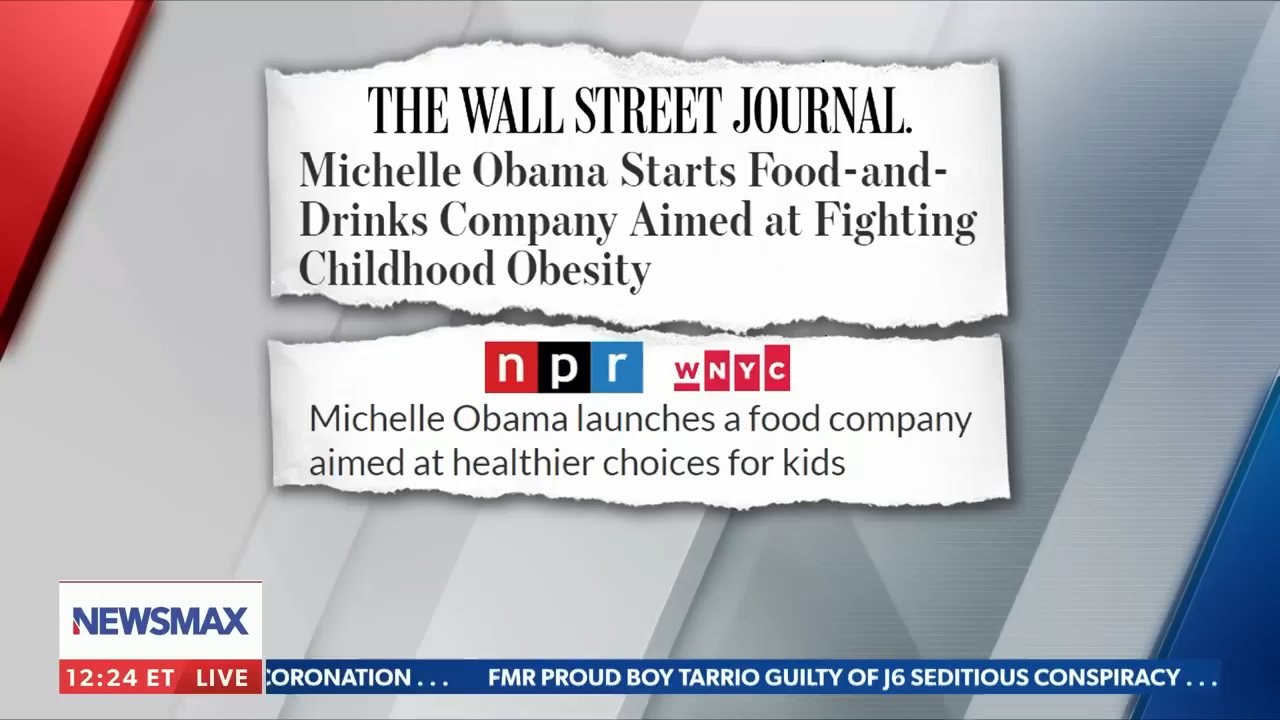 THE WALL STREET JOURNAL.
Michelle Obama Starts Food-and-
Drinks Company Aimed at Fighting
Childhood Obesity
npr WNYC
Michelle Obama launches a food company
aimed at healthier choices for kids
NEWSMAX
12:24 ET LIVE
CORONATION . . . FMR PROUD BOY TARRIO GUILTY OF J6 SEDITIOUS CONSPIRACY . . .